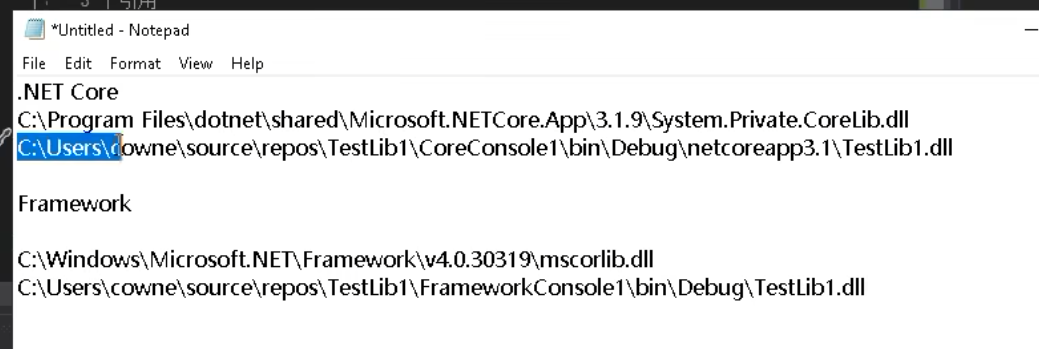 *Untitled - Notepad
File Edit Format View Help
.NET Core
C:\Program Files\dotnet\shared\Microsoft.NETCore.App\3.1.9\System.Private.CoreLib.dll
C:\Users\cowne\source\repos\TestLib1\CoreConsole1\bin\Debug\netcoreapp3.1\TestLib1.dll
Framework
C:\Windows\Microsoft.NET\Framework\v4.0.30319\mscorlib.dll
C:\Users\cowne\source\repos\TestLib1\FrameworkConsole1\bin\Debug\TestLib1.dll